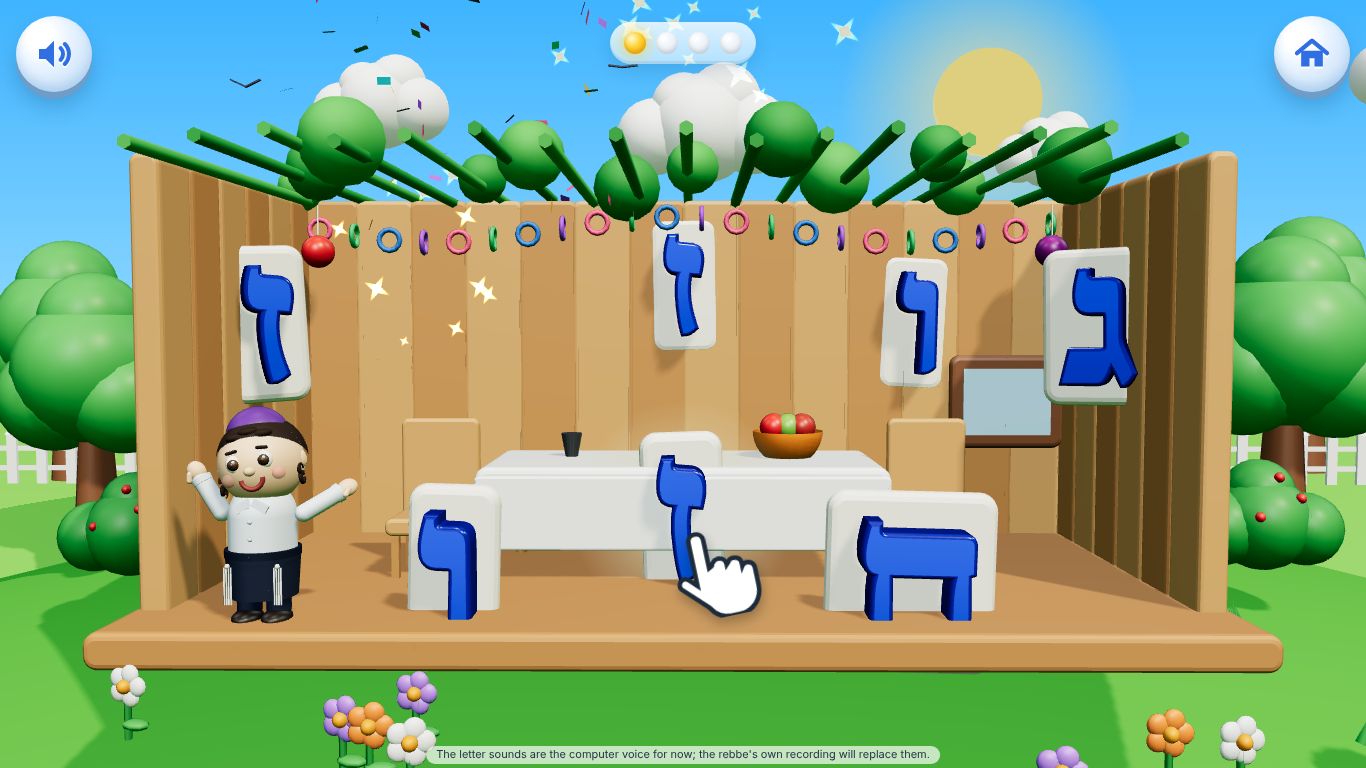 ג ו ז ז
ח ז ו
The letter sounds are the computer voice for now; the rebbe's own recording will replace them.